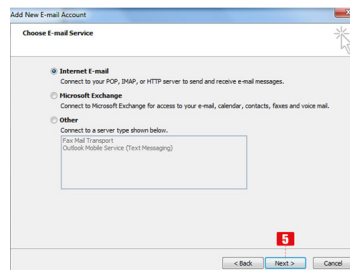 Add New E-mail Account
Choose E-mail Service
Internet E-mail
Connect to your POP, IMAP, or HTTP server to send and receive e-mail messages.
Microsoft Exchange
Connect to Microsoft Exchange for access to your e-mail, calendar, contacts, faxes and voice mail.
Other
Connect to a server type shown below.
Fax Mail Transport
Outlook Mobile Service (Text Messaging)
5
< Back Next > Cancel